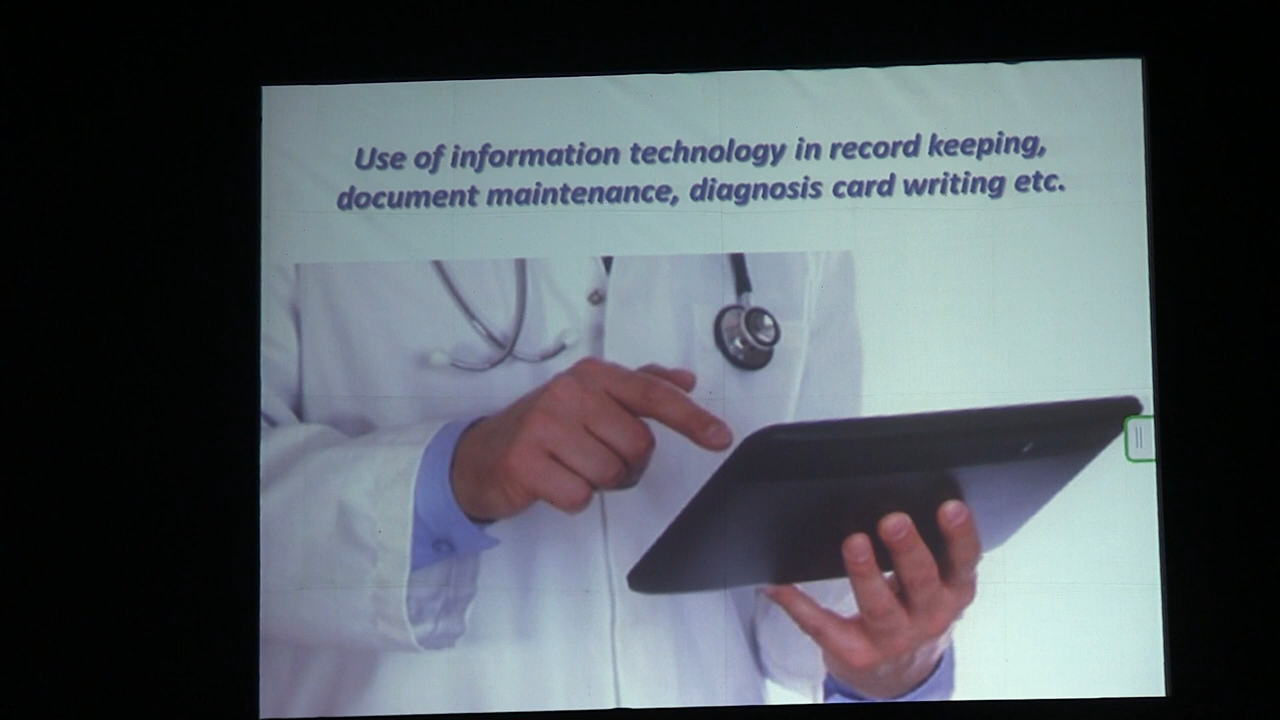 Use of information technology in record keeping,
document maintenance, diagnosis card writing etc.